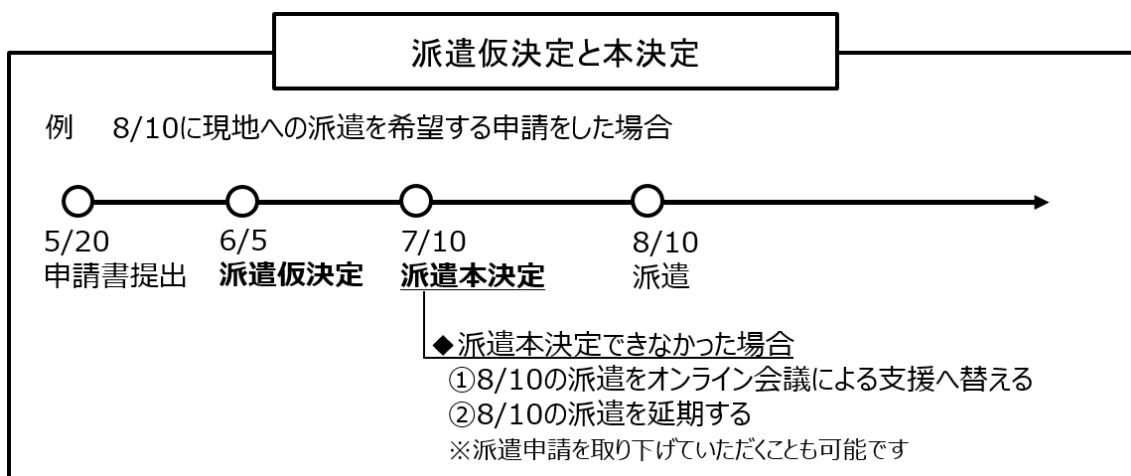 派遣仮決定と本決定
例 8/10に現地への派遣を希望する申請をした場合
5/20 6/5 7/10 8/10
申請書提出 派遣仮決定 派遣本決定 派遣
◆派遣本決定できなかった場合
①8/10の派遣をオンライン会議による支援へ替える
②8/10の派遣を延期する
※派遣申請を取り下げていただくことも可能です